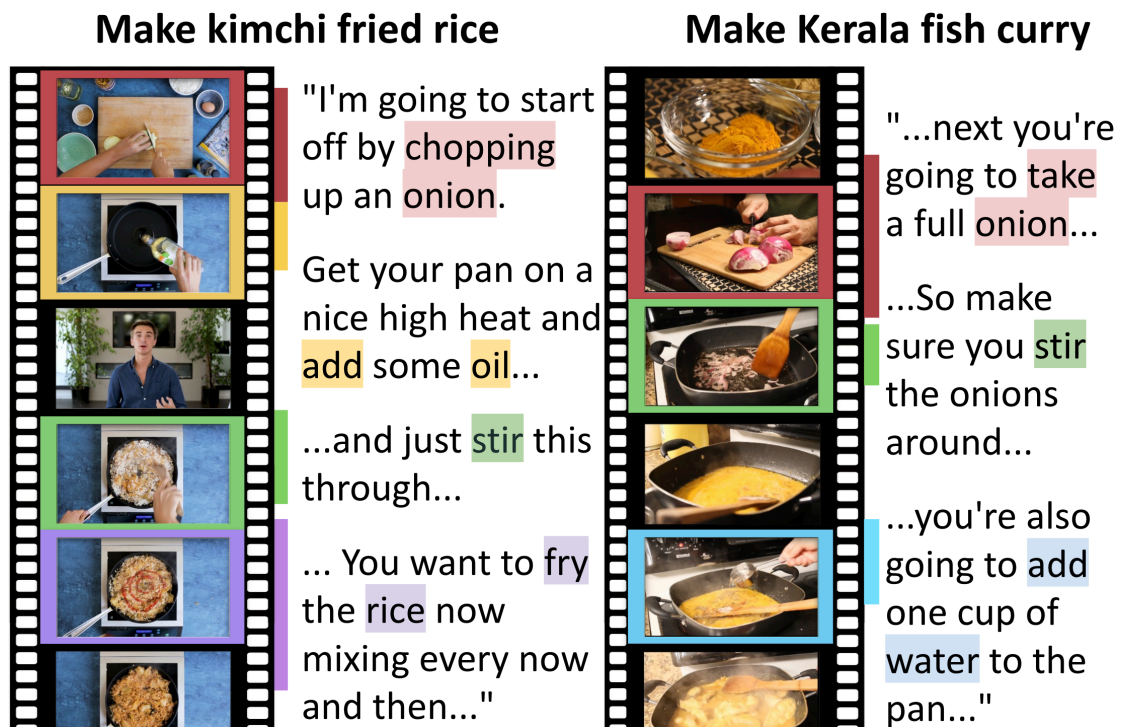 Make kimchi fried rice
"I'm going to start
off by chopping
up an onion.
Get your pan on a
nice high heat and
add some oil...
...and just stir this
through...
... You want to fry
the rice now
mixing every now
and then..."
Make Kerala fish curry
"...next you're
going to take
a full onion...
...So make
sure you stir
the onions
around...
...you're also
going to add
one cup of
water to the
pan..."